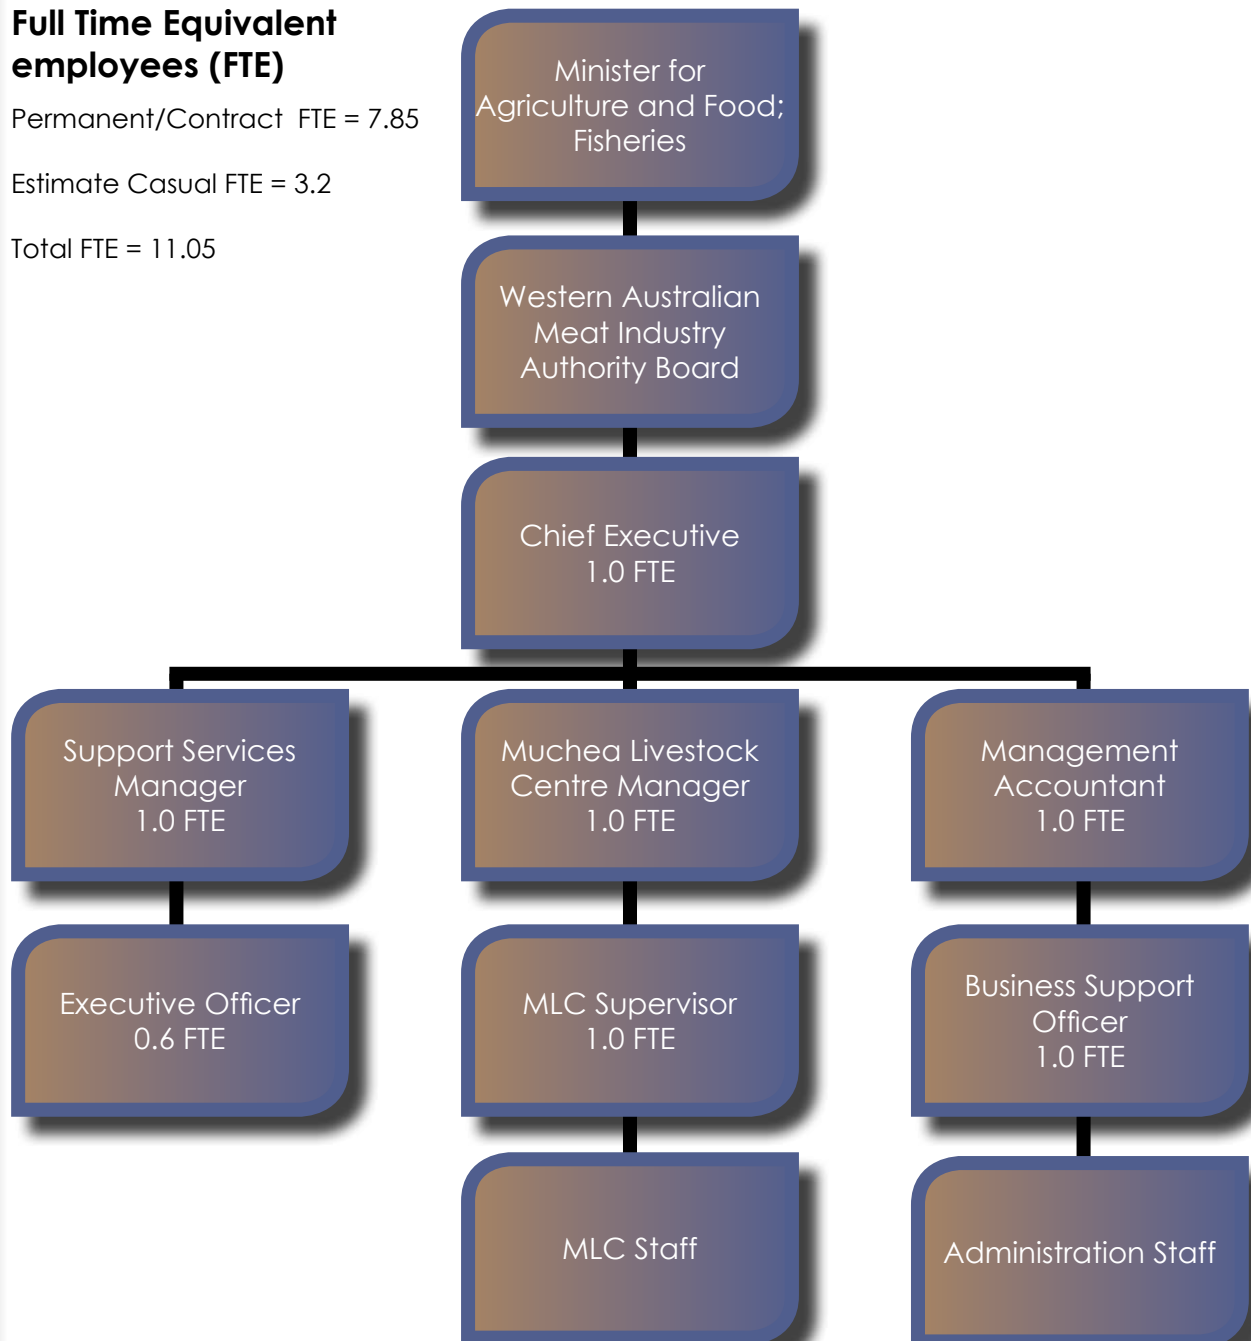 Full Time Equivalent
employees (FTE)
Permanent/Contract  FTE = 7.85
Estimate Casual FTE = 3.2
Total FTE = 11.05
Minister for
Agriculture and Food;
Fisheries
Western Australian
Meat Industry
Authority Board
Chief Executive
1.0 FTE
Support Services
Manager
1.0 FTE
Muchea Livestock
Centre Manager
1.0 FTE
Management
Accountant
1.0 FTE
Executive Officer
0.6 FTE
MLC Supervisor
1.0 FTE
Business Support
Officer
1.0 FTE
MLC Staff
Administration Staff